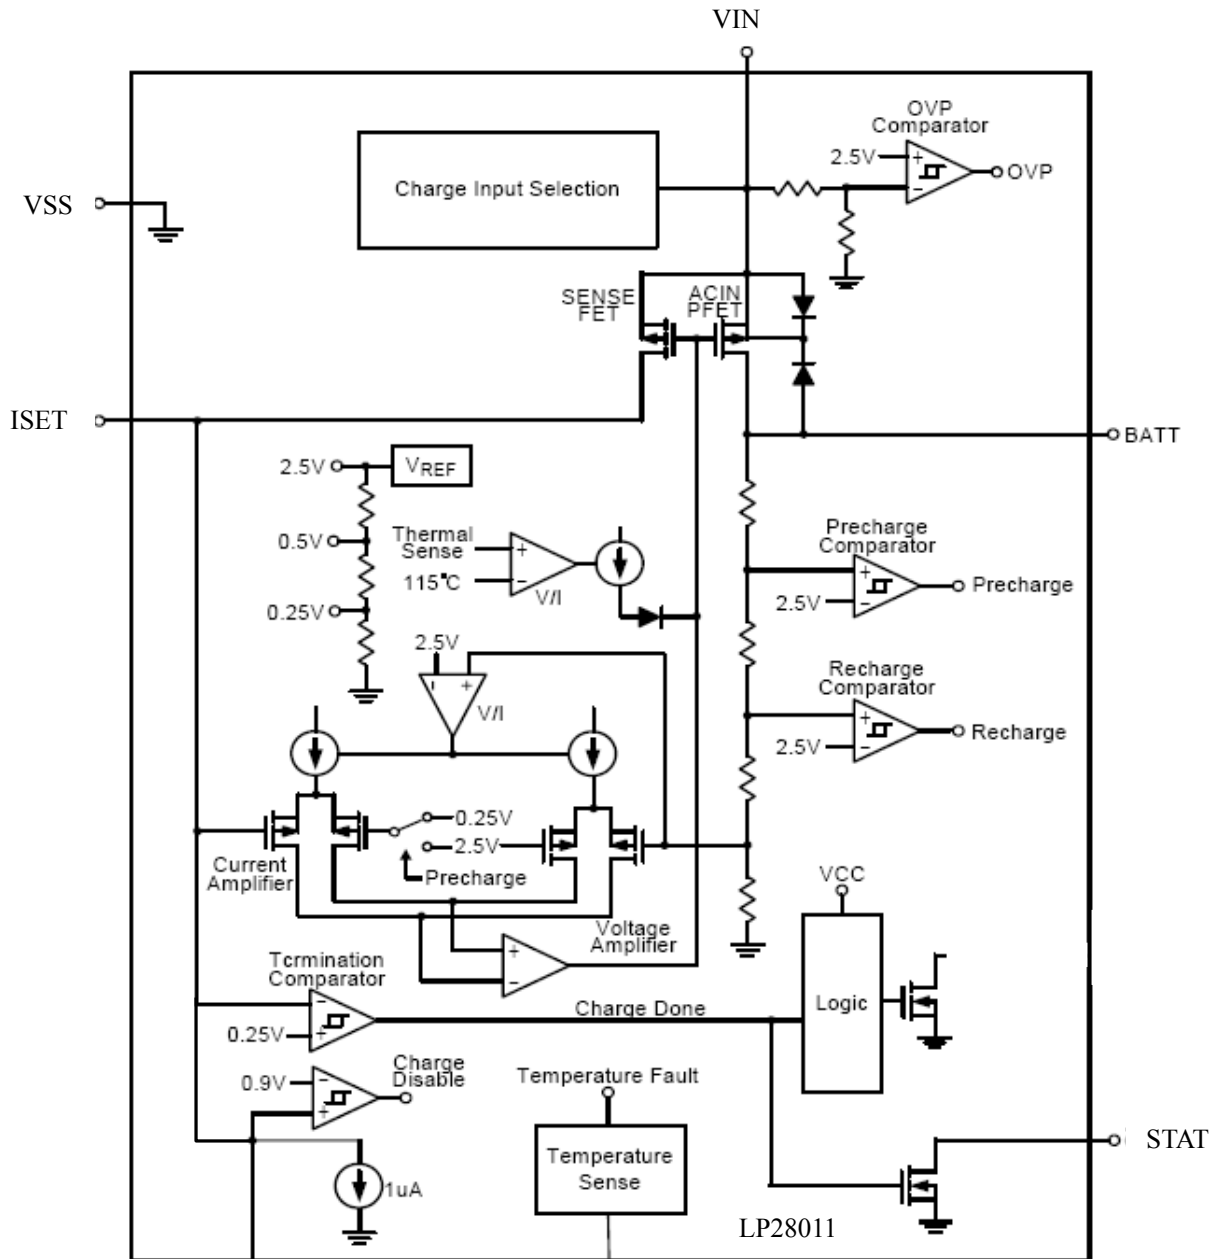 VIN
OVP
Comparator
2.5V
+
−
OVP
Charge Input Selection
VSS
SENSE
FET
ACIN
PFET
ISET
BATT
2.5V
VREF
0.5V
0.25V
Thermal
Sense
115°C
+
−
V/I
Precharge
Comparator
+
−
2.5V
Precharge
2.5V
−
+
V/I
Recharge
Comparator
+
−
2.5V
Recharge
0.25V
2.5V
Precharge
Current
Amplifier
Voltage
Amplifier
+
−
VCC
Logic
Tcrmination
Comparator
−
+
0.25V
Charge Done
Charge
Disable
0.9V
−
+
1uA
Temperature Fault
Temperature
Sense
STAT
LP28011